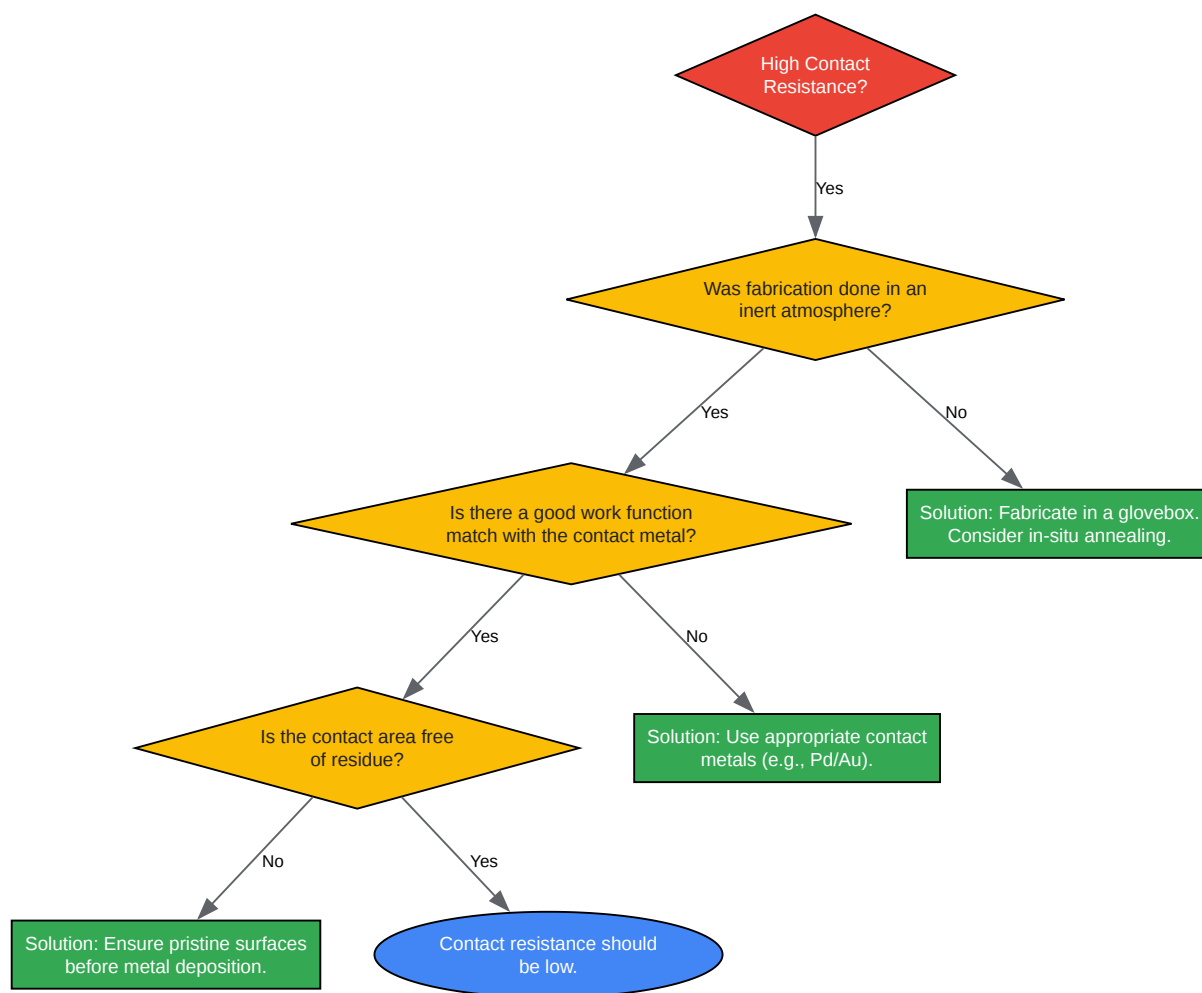 High Contact
Resistance?
Yes
Was fabrication done in an
inert atmosphere?
Yes
No
Is there a good work function
match with the contact metal?
Solution: Fabricate in a glovebox.
Consider in-situ annealing.
Yes
No
Is the contact area free
of residue?
Solution: Use appropriate contact
metals (e.g., Pd/Au).
No
Yes
Solution: Ensure pristine surfaces
before metal deposition.
Contact resistance should
be low.